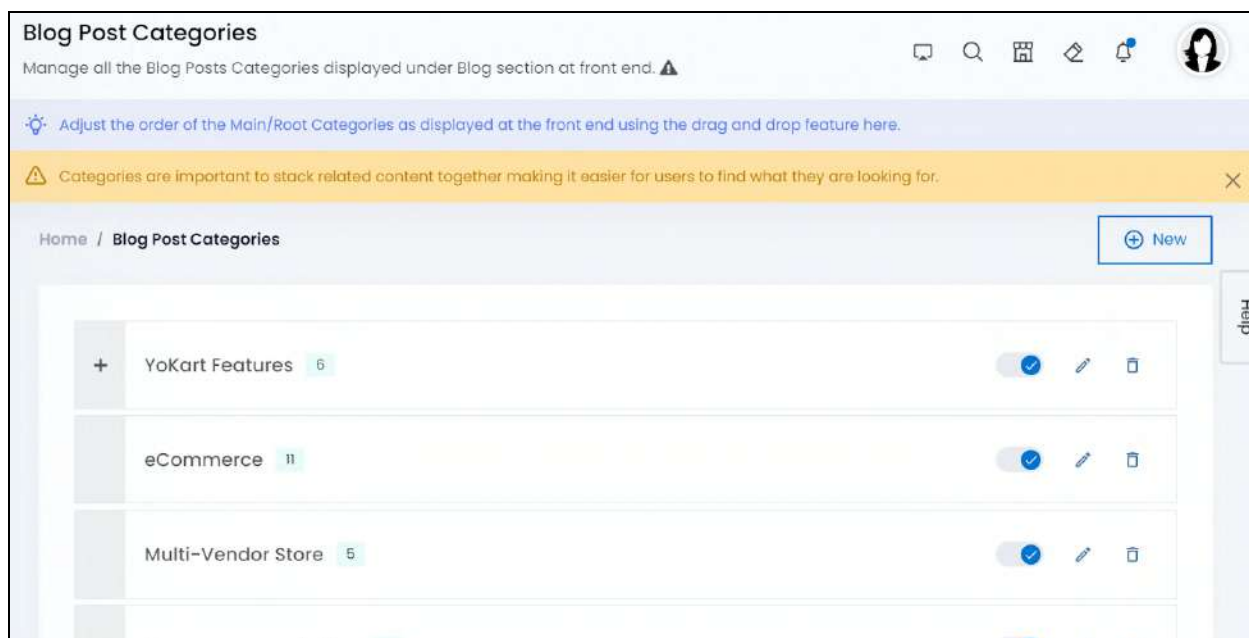 Blog Post Categories
Manage all the Blog Posts Categories displayed under Blog section at front end.
Adjust the order of the Main/Root Categories as displayed at the front end using the drag and drop feature here.
Categories are important to stack related content together making it easier for users to find what they are looking for.
Home / Blog Post Categories
New
Help
YoKart Features 6
eCommerce 11
Multi-Vendor Store 5